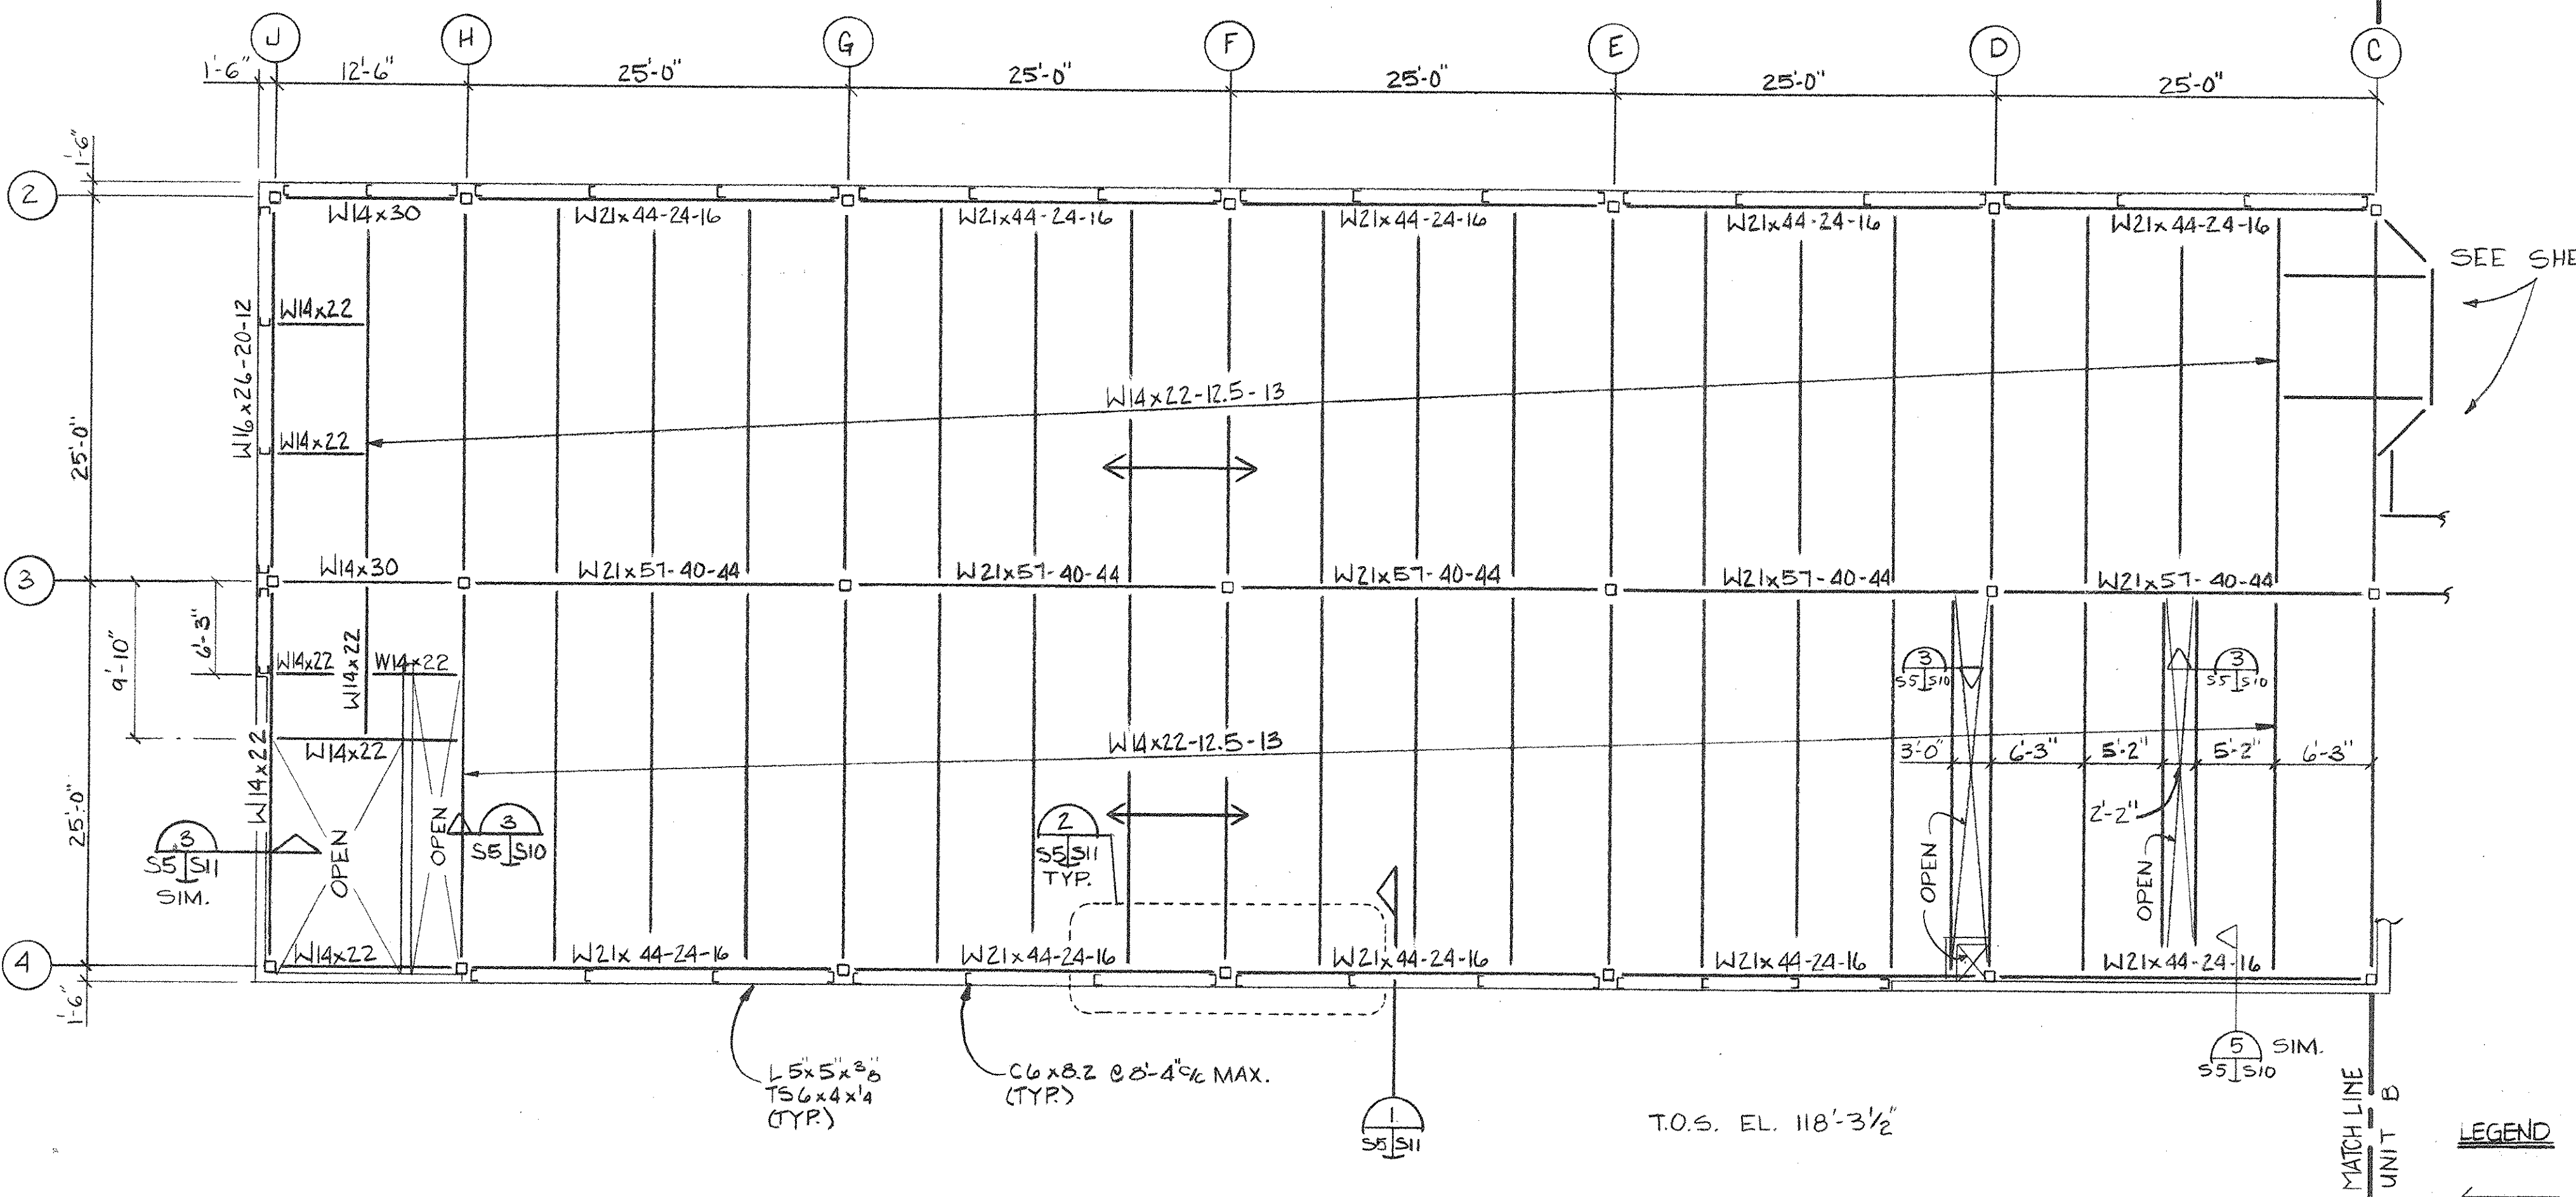 J
H
G
F
E
D
C
1'-6"
12'-6"
25'-0"
25'-0"
25'-0"
25'-0"
25'-0"
1'-6"
2
W14x30
W21x44-24-16
W21x44-24-16
W21x44-24-16
W21x44-24-16
W21x44-24-16
SEE SHE
W14x22
W16x26-20-12
W14x22-12.5-13
25'-0"
W14x22
3
W14x30
W21x57-40-44
W21x57-40-44
W21x57-40-44
W21x57-40-44
W21x57-40-44
9'-10"
6'-3"
W14x22
W14x22
W14x22
3
S5 S10
3
S5 S10
W14x22
W14x22
W14x22-12.5-13
3'-0"
6'-3"
5'-2"
5'-2"
6'-3"
2'-2"
25'-0"
3
S5 S11
SIM.
OPEN
OPEN
3
S5 S10
2
S5 S11
TYP.
OPEN
OPEN
4
W14x22
W21x44-24-16
W21x44-24-16
W21x44-24-16
W21x44-24-16
W21x44-24-16
1'-6"
L 5"x5"x3/8"
TS6x4x1/4
(TYP.)
C6x8.2 @ 8'-4" c/c MAX.
(TYP.)
1
S5 S11
T.O.S. EL. 118'-3½"
5
S5 S10
SIM.
MATCH LINE
UNIT B
LEGEND